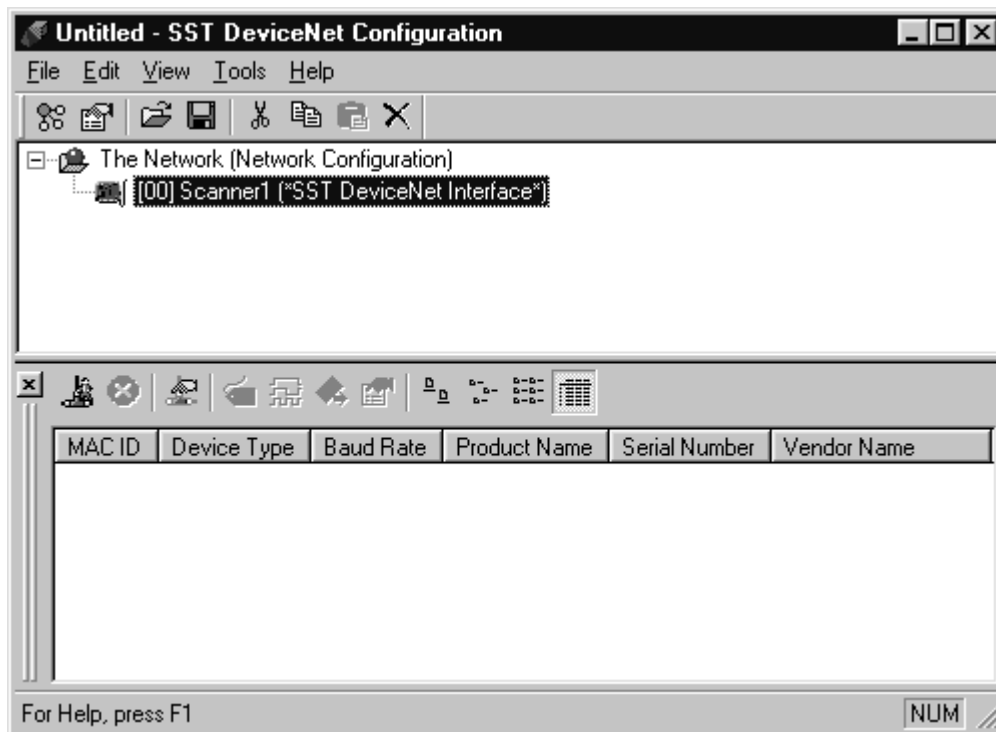 Untitled - SST DeviceNet Configuration
File Edit View Tools Help
The Network (Network Configuration)
[00] Scanner1 (*SST DeviceNet Interface*)
MAC ID Device Type Baud Rate Product Name Serial Number Vendor Name
For Help, press F1 NUM